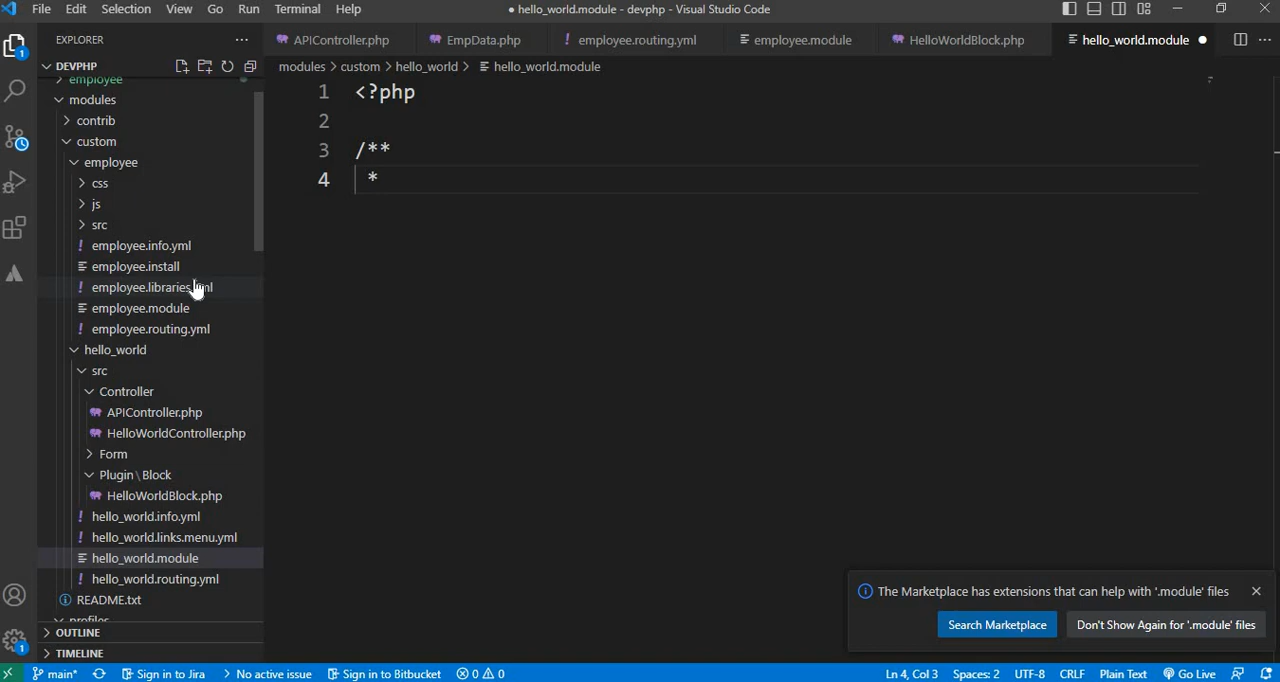 File Edit Selection View Go Run Terminal Help ● hello_world.module - devphp - Visual Studio Code
EXPLORER ···
APIController.php EmpData.php ! employee.routing.yml employee.module HelloWorldBlock.php hello_world.module ● ···
DEVPHP
modules > custom > hello_world > hello_world.module
employee
modules
contrib
custom
employee
css
js
src
! employee.info.yml
employee.install
! employee.libraries.yml
employee.module
! employee.routing.yml
hello_world
src
Controller
APIController.php
HelloWorldController.php
Form
Plugin\Block
HelloWorldBlock.php
! hello_world.info.yml
! hello_world.links.menu.yml
hello_world.module
! hello_world.routing.yml
README.txt
profiles
OUTLINE
TIMELINE
1 <?php
2
3 /**
4 *
The Marketplace has extensions that can help with '.module' files
Search Marketplace Don't Show Again for '.module' files
1
1
main* Sign in to Jira No active issue Sign in to Bitbucket 0 0 Ln 4, Col 3 Spaces: 2 UTF-8 CRLF Plain Text Go Live